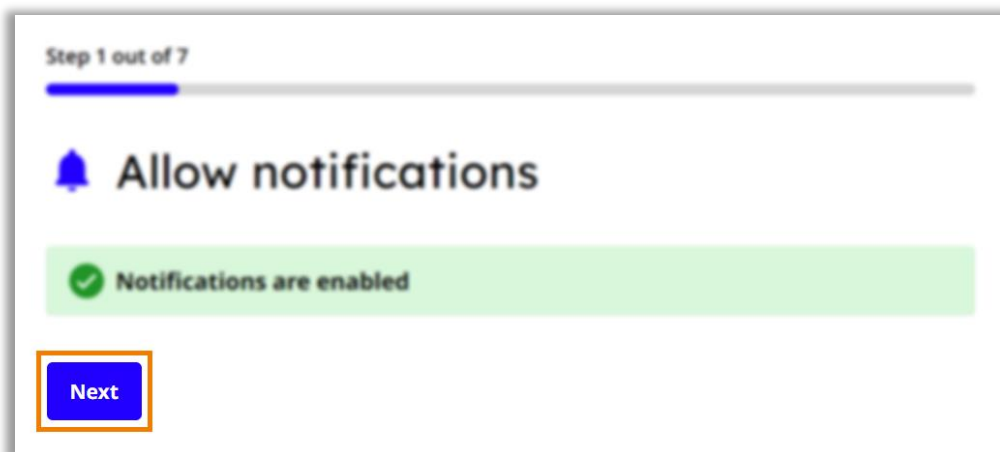 Step 1 out of 7
Allow notifications
Notifications are enabled
Next